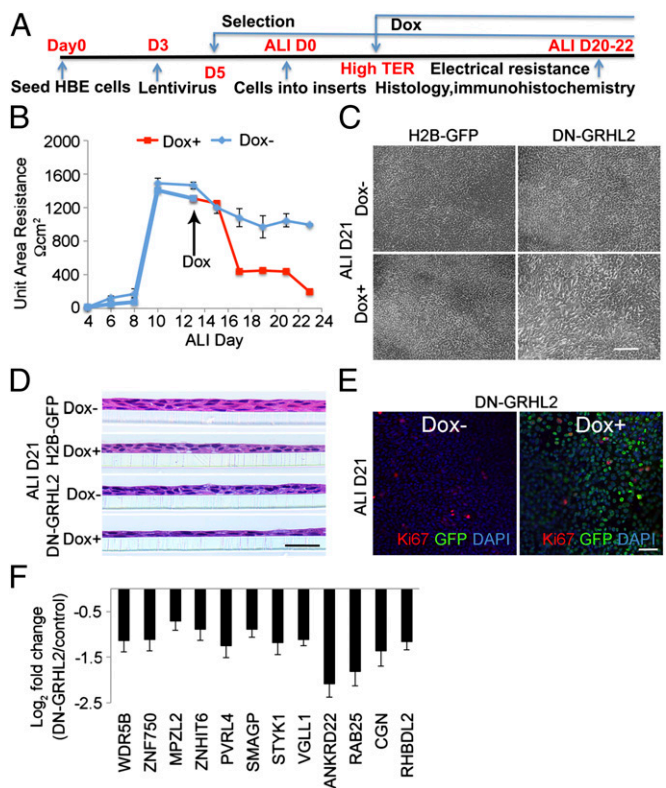 A
Selection
Dox
Day0 D3 ALI D0 ALI D20-22
D5 High TER Electrical resistance
Seed HBE cells Lentivirus Cells into inserts Histology,immunohistochemistry
B
Dox+ Dox-
Unit Area Resistance
Ωcm2
2000
1600
1200
800
400
0
Dox
4 6 8 10 12 14 16 18 20 22 24
ALI Day
C
H2B-GFP DN-GRHL2
ALI D21
Dox-
Dox+
D
ALI D21
H2B-GFP
DN-GRHL2
Dox-
Dox+
Dox-
Dox+
E
DN-GRHL2
ALI D21
Dox- Dox+
Ki67 GFP DAPI Ki67 GFP DAPI
F
Log2 fold change
(DN-GRHL2/control)
-0.5
-1.5
-2.5
WDR5B
ZNF750
MPZL2
ZNHIT6
PVRL4
SMAGP
STYK1
VGLL1
ANKRD22
RAB25
CGN
RHBDL2